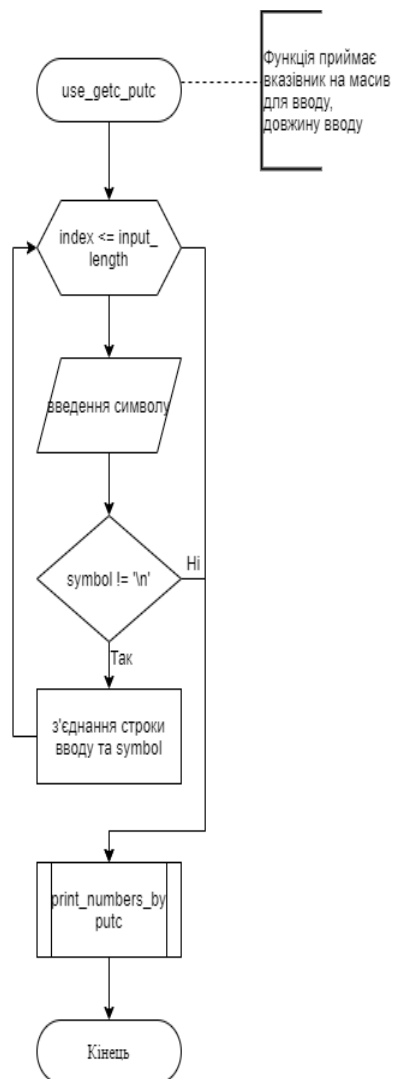 use_getc_putc
Функція приймає
вказівник на масив
для вводу,
довжину вводу
index <= input_
length
введення символу
symbol != '\n'
Ні
Так
з'єднання строки
вводу та symbol
print_numbers_by
putc
Кінець